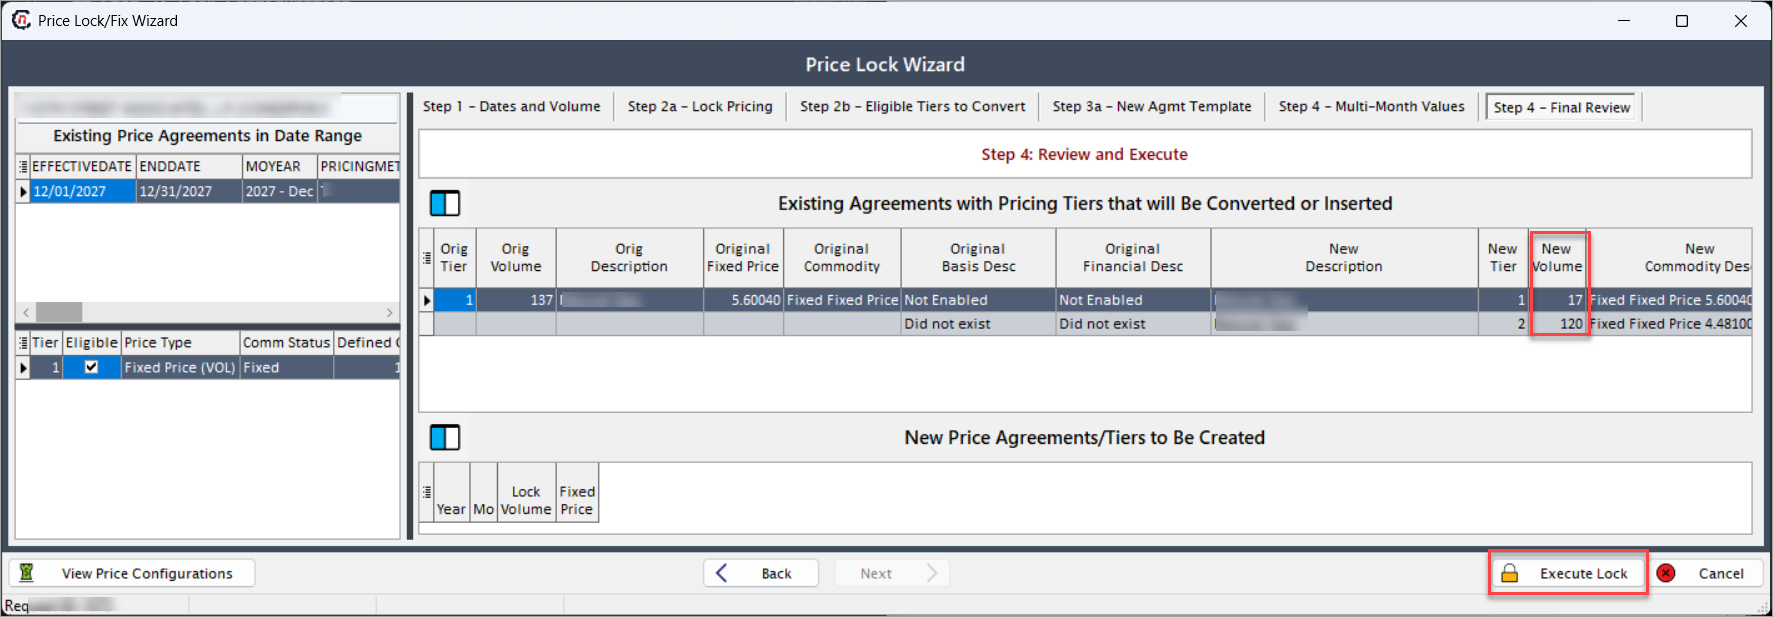 Price Lock/Fix Wizard
Price Lock Wizard
Existing Price Agreements in Date Range
EFFECTIVEDATE ENDDATE MOYEAR PRICINGMET
12/01/2027 12/31/2027 2027 - Dec
Tier Eligible Price Type Comm Status Defined
1 Fixed Price (VOL) Fixed 1
Step 1 - Dates and Volume Step 2a - Lock Pricing Step 2b - Eligible Tiers to Convert Step 3a - New Agmt Template Step 4 - Multi-Month Values Step 4 - Final Review
Step 4: Review and Execute
Existing Agreements with Pricing Tiers that will Be Converted or Inserted
Orig Orig Orig Original Original Original Original New New New New
Tier Volume Description Fixed Price Commodity Basis Desc Financial Desc Description Tier Volume Commodity Des
1 137 5.60040 Fixed Fixed Price Not Enabled Not Enabled 1 17 Fixed Fixed Price 5.60040
Did not exist Did not exist 2 120 Fixed Fixed Price 4.48100
New Price Agreements/Tiers to Be Created
Lock Fixed
Year Mo Volume Price
View Price Configurations Back Next Execute Lock Cancel
Req